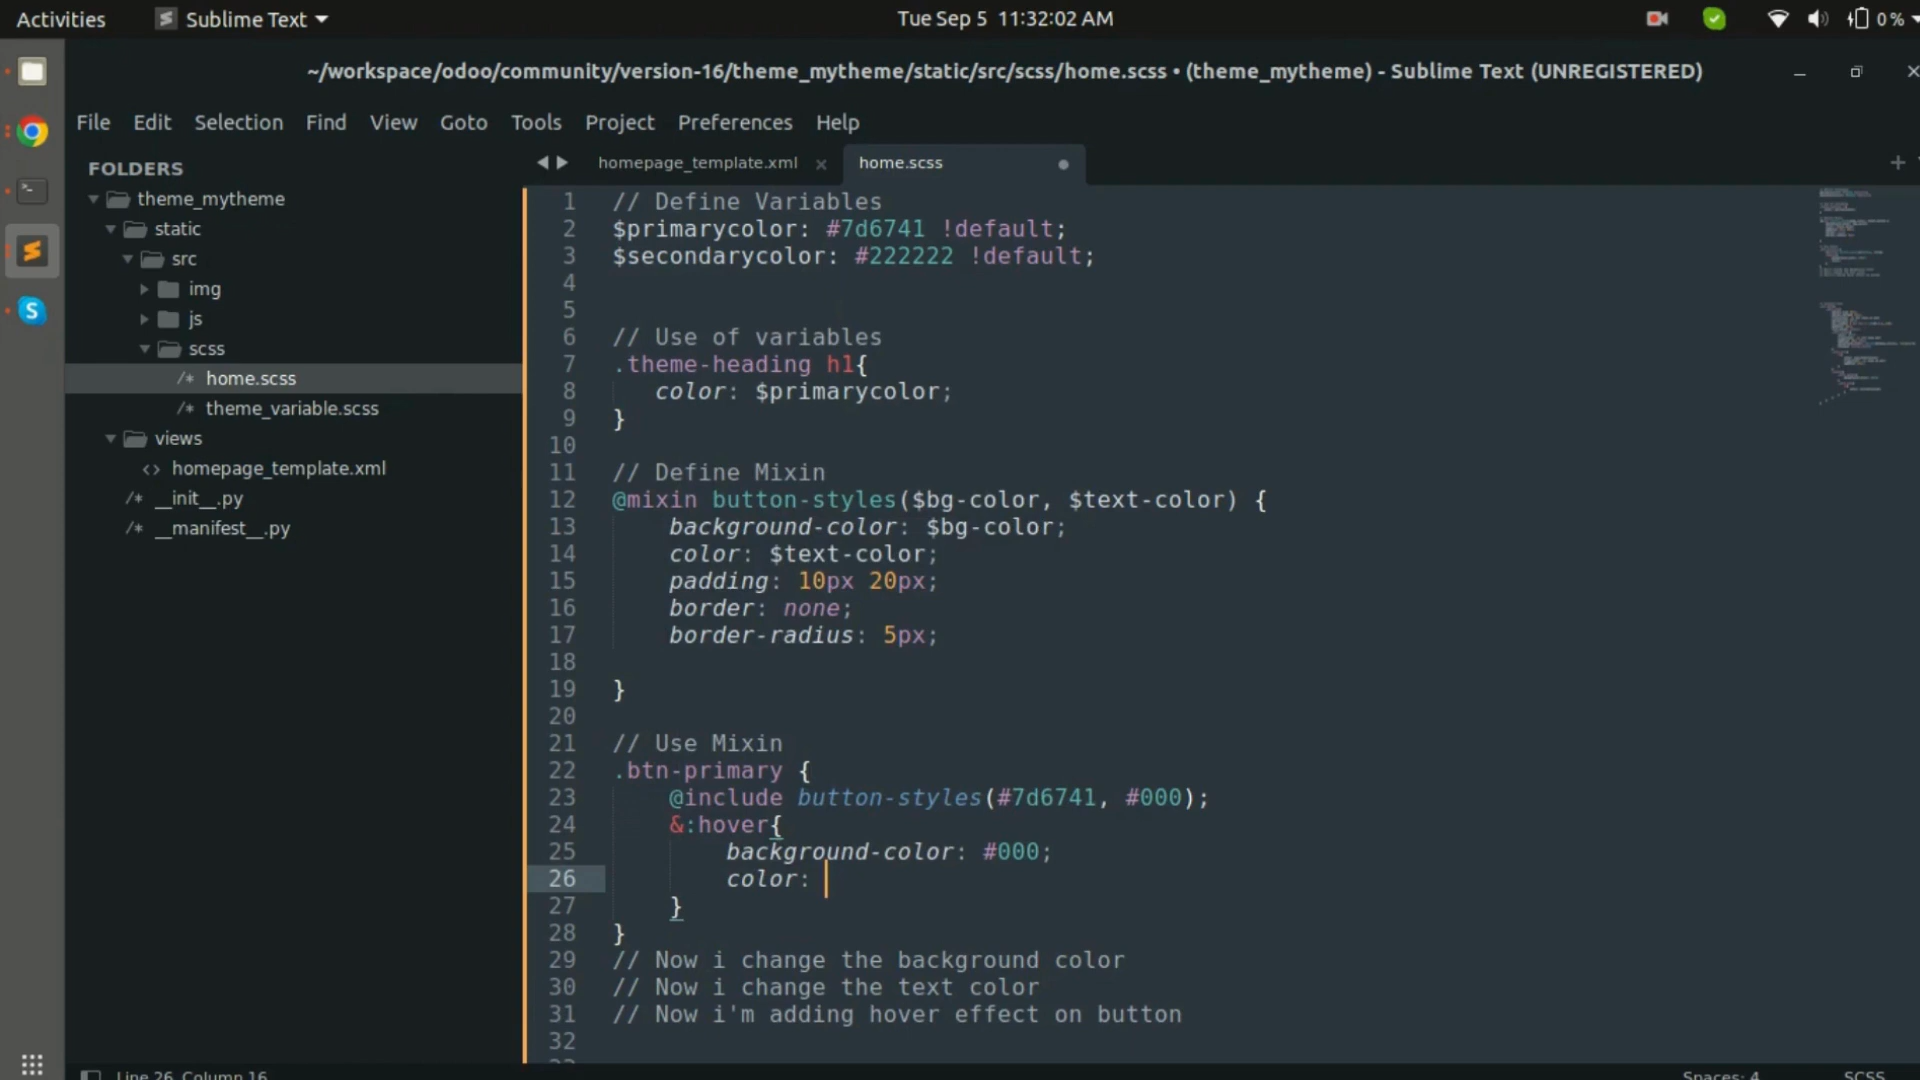 Activities
Sublime Text
Tue Sep 5 11:32:02 AM
0 %
~/workspace/odoo/community/version-16/theme_mytheme/static/src/scss/home.scss • (theme_mytheme) - Sublime Text (UNREGISTERED)
File Edit Selection Find View Goto Tools Project Preferences Help
FOLDERS
theme_mytheme
static
src
img
js
scss
/* home.scss
/* theme_variable.scss
views
<> homepage_template.xml
/* __init__.py
/* __manifest__.py
homepage_template.xml
home.scss
1 // Define Variables
2 $primarycolor: #7d6741 !default;
3 $secondarycolor: #222222 !default;
4
5
6 // Use of variables
7 .theme-heading h1{
8 color: $primarycolor;
9 }
10
11 // Define Mixin
12 @mixin button-styles($bg-color, $text-color) {
13 background-color: $bg-color;
14 color: $text-color;
15 padding: 10px 20px;
16 border: none;
17 border-radius: 5px;
18
19 }
20
21 // Use Mixin
22 .btn-primary {
23 @include button-styles(#7d6741, #000);
24 &:hover{
25 background-color: #000;
26 color:
27 }
28 }
29 // Now i change the background color
30 // Now i change the text color
31 // Now i'm adding hover effect on button
32
Line 26, Column 16
Spaces: 4
SCSS